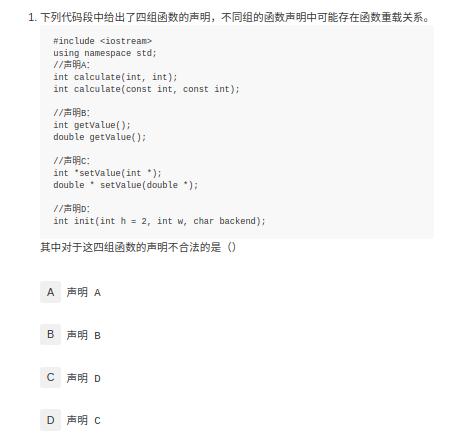 1. 下列代码段中给出了四组函数的声明，不同组的函数声明中可能存在函数重载关系。
#include <iostream>
using namespace std;
//声明A:
int calculate(int, int);
int calculate(const int, const int);
//声明B:
int getValue();
double getValue();
//声明C:
int *setValue(int *);
double * setValue(double *);
//声明D:
int init(int h = 2, int w, char backend);
其中对于这四组函数的声明不合法的是（）
A 声明 A
B 声明 B
C 声明 D
D 声明 C